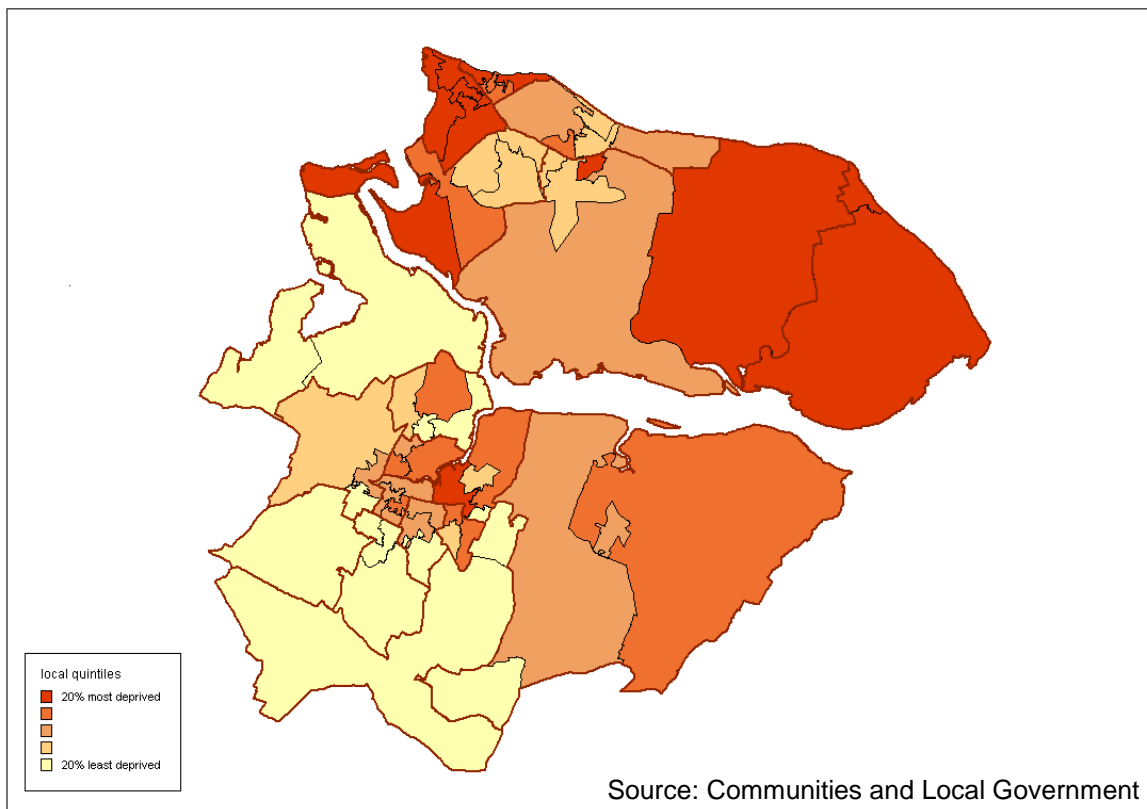 local quintiles
20% most deprived
20% least deprived
Source: Communities and Local Government